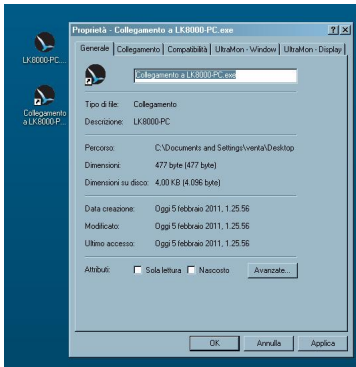 LK8000-PC....
Collegamento
a LK8000-P...
Proprietà - Collegamento a LK8000-PC.exe
Generale Collegamento Compatibilità UltraMon - Window UltraMon - Display
Collegamento a LK8000-PC.exe
Tipo di file: Collegamento
Descrizione: LK8000-PC
Percorso: C:\Documents and Settings\venta\Desktop
Dimensioni: 477 byte (477 byte)
Dimensioni su disco: 4,00 KB (4.096 byte)
Data creazione: Oggi 5 febbraio 2011, 1.25.56
Modificato: Oggi 5 febbraio 2011, 1.25.56
Ultimo accesso: Oggi 5 febbraio 2011, 1.25.56
Attributi: Sola lettura Nascosto Avanzate...
OK Annulla Applica